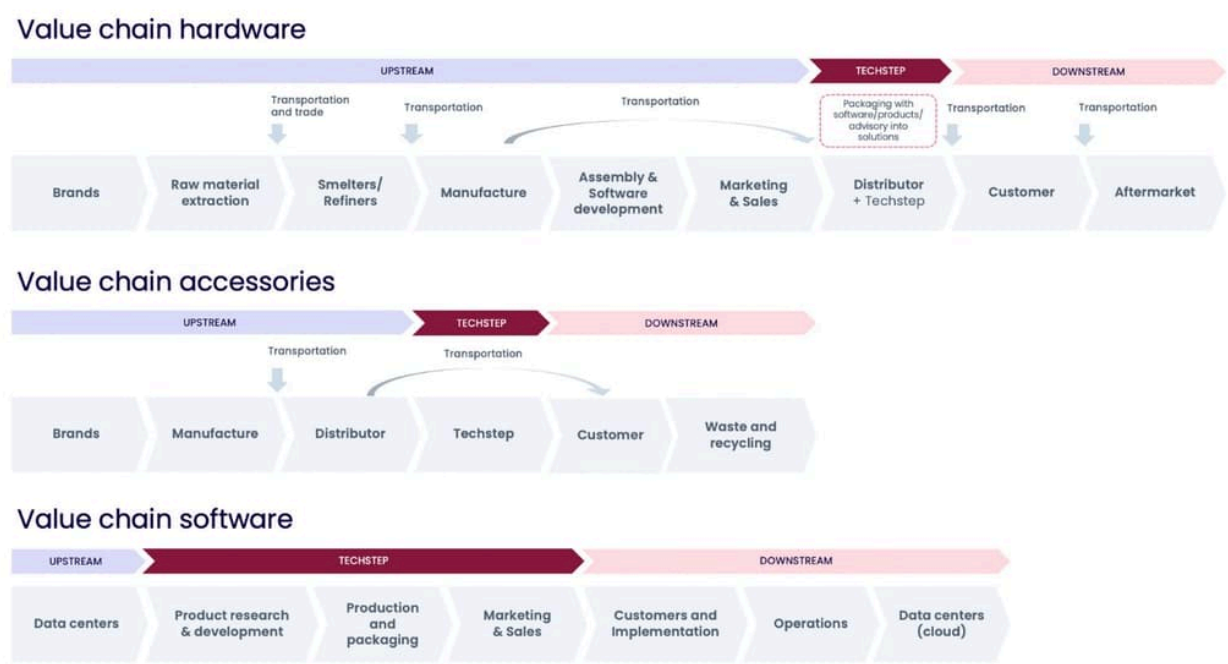 Value chain hardware
UPSTREAM
TECHSTEP
DOWNSTREAM
Transportation
and trade
Transportation
Transportation
Packaging with
software/products/
advisory into
solutions
Transportation
Transportation
Brands
Raw material
extraction
Smelters/
Refiners
Manufacture
Assembly &
Software
development
Marketing
& Sales
Distributor
+ Techstep
Customer
Aftermarket
Value chain accessories
UPSTREAM
TECHSTEP
DOWNSTREAM
Transportation
Transportation
Brands
Manufacture
Distributor
Techstep
Customer
Waste and
recycling
Value chain software
UPSTREAM
TECHSTEP
DOWNSTREAM
Data centers
Product research
& development
Production
and
packaging
Marketing
& Sales
Customers and
Implementation
Operations
Data centers
(cloud)